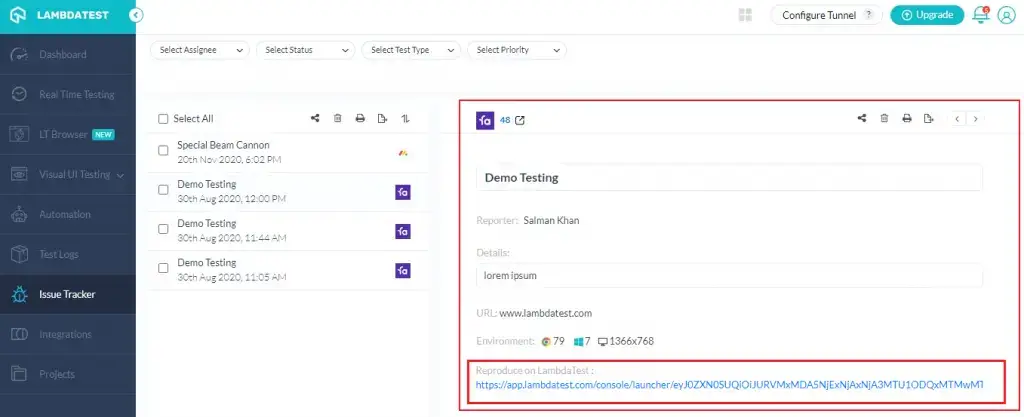 LAMBDATEST
Configure Tunnel ?
Upgrade
5
Dashboard
Real Time Testing
LT Browser NEW
Visual UI Testing
Automation
Test Logs
Issue Tracker
Integrations
Projects
Select Assignee
Select Status
Select Test Type
Select Priority
Select All
Special Beam Cannon
20th Nov 2020, 6:02 PM
Demo Testing
30th Aug 2020, 12:00 PM
Demo Testing
30th Aug 2020, 11:44 AM
Demo Testing
30th Aug 2020, 11:05 AM
48
Demo Testing
Reporter: Salman Khan
Details:
lorem ipsum
URL: www.lambdatest.com
Environment: 79 7 1366x768
Reproduce on LambdaTest :
https://app.lambdatest.com/console/launcher/eyJ0ZXN0SUQiOiJURVMxMDA5NjExNjAxNjA3MTU1ODQxMTMwMT